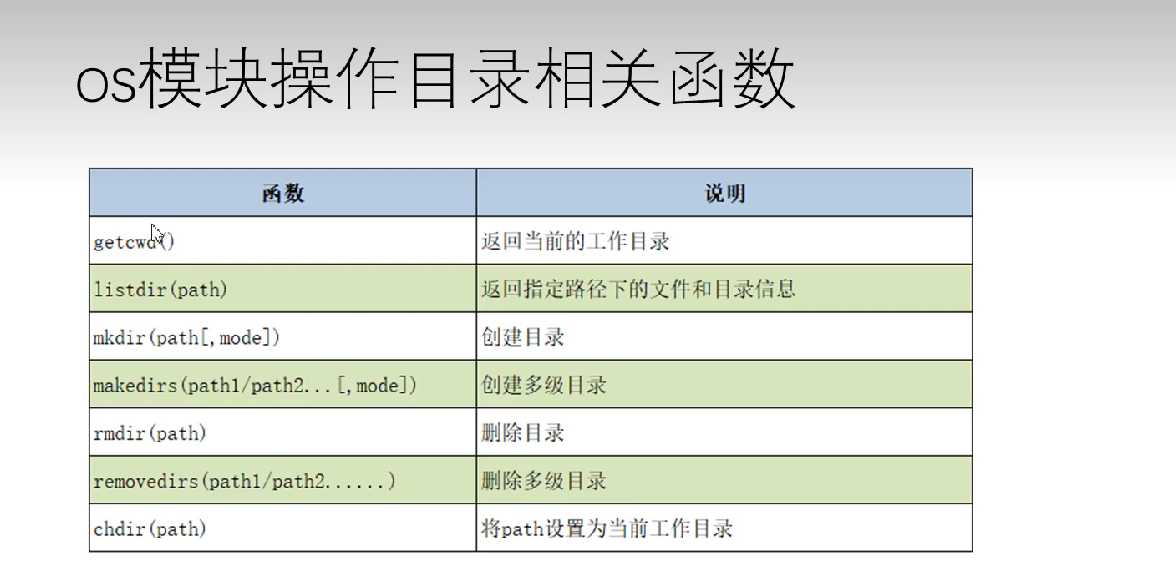 os模块操作目录相关函数
函数 说明
getcwd() 返回当前的工作目录
listdir(path) 返回指定路径下的文件和目录信息
mkdir(path[,mode]) 创建目录
makedirs(path1/path2...[,mode]) 创建多级目录
rmdir(path) 删除目录
removedirs(path1/path2......) 删除多级目录
chdir(path) 将path设置为当前工作目录